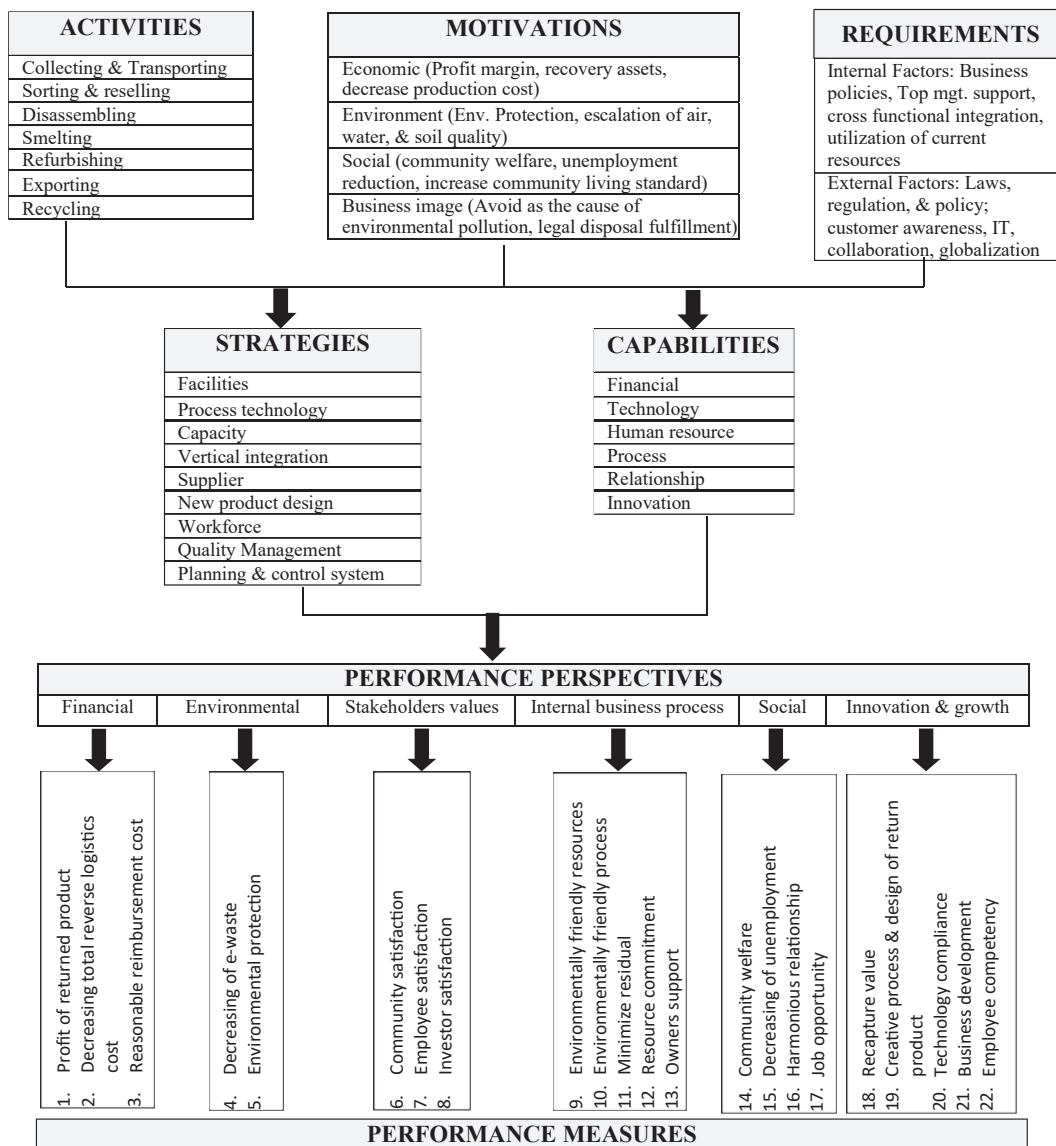 ACTIVITIES
Collecting & Transporting
Sorting & reselling
Disassembling
Smelting
Refurbishing
Exporting
Recycling
MOTIVATIONS
Economic (Profit margin, recovery assets,
decrease production cost)
Environment (Env. Protection, escalation of air,
water, & soil quality)
Social (community welfare, unemployment
reduction, increase community living standard)
Business image (Avoid as the cause of
environmental pollution, legal disposal fulfillment)
REQUIREMENTS
Internal Factors: Business
policies, Top mgt. support,
cross functional integration,
utilization of current
resources
External Factors: Laws,
regulation, & policy;
customer awareness, IT,
collaboration, globalization
STRATEGIES
Facilities
Process technology
Capacity
Vertical integration
Supplier
New product design
Workforce
Quality Management
Planning & control system
CAPABILITIES
Financial
Technology
Human resource
Process
Relationship
Innovation
PERFORMANCE PERSPECTIVES
Financial
Environmental
Stakeholders values
Internal business process
Social
Innovation & growth
1. Profit of returned product
2. Decreasing total reverse logistics
cost
3. Reasonable reimbursement cost
4. Decreasing of e-waste
5. Environmental protection
6. Community satisfaction
7. Employee satisfaction
8. Investor satisfaction
9. Environmentally friendly resources
10. Environmentally friendly process
11. Minimize residual
12. Resource commitment
13. Owners support
14. Community welfare
15. Decreasing of unemployment
16. Harmonious relationship
17. Job opportunity
18. Recapture value
19. Creative process & design of return
product
20. Technology compliance
21. Business development
22. Employee competency
PERFORMANCE MEASURES